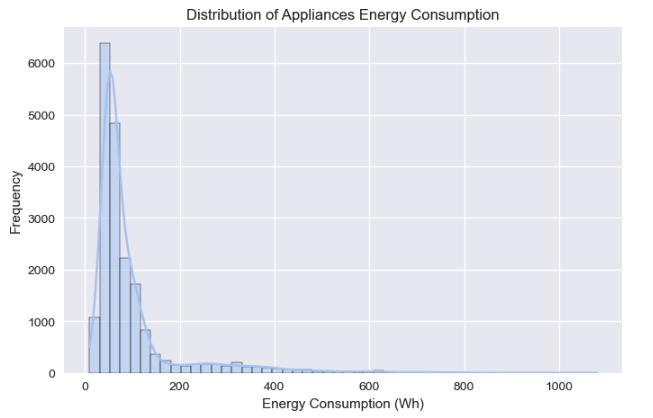 Distribution of Appliances Energy Consumption
Frequency
6000
5000
4000
3000
2000
1000
0
0 200 400 600 800 1000
Energy Consumption (Wh)